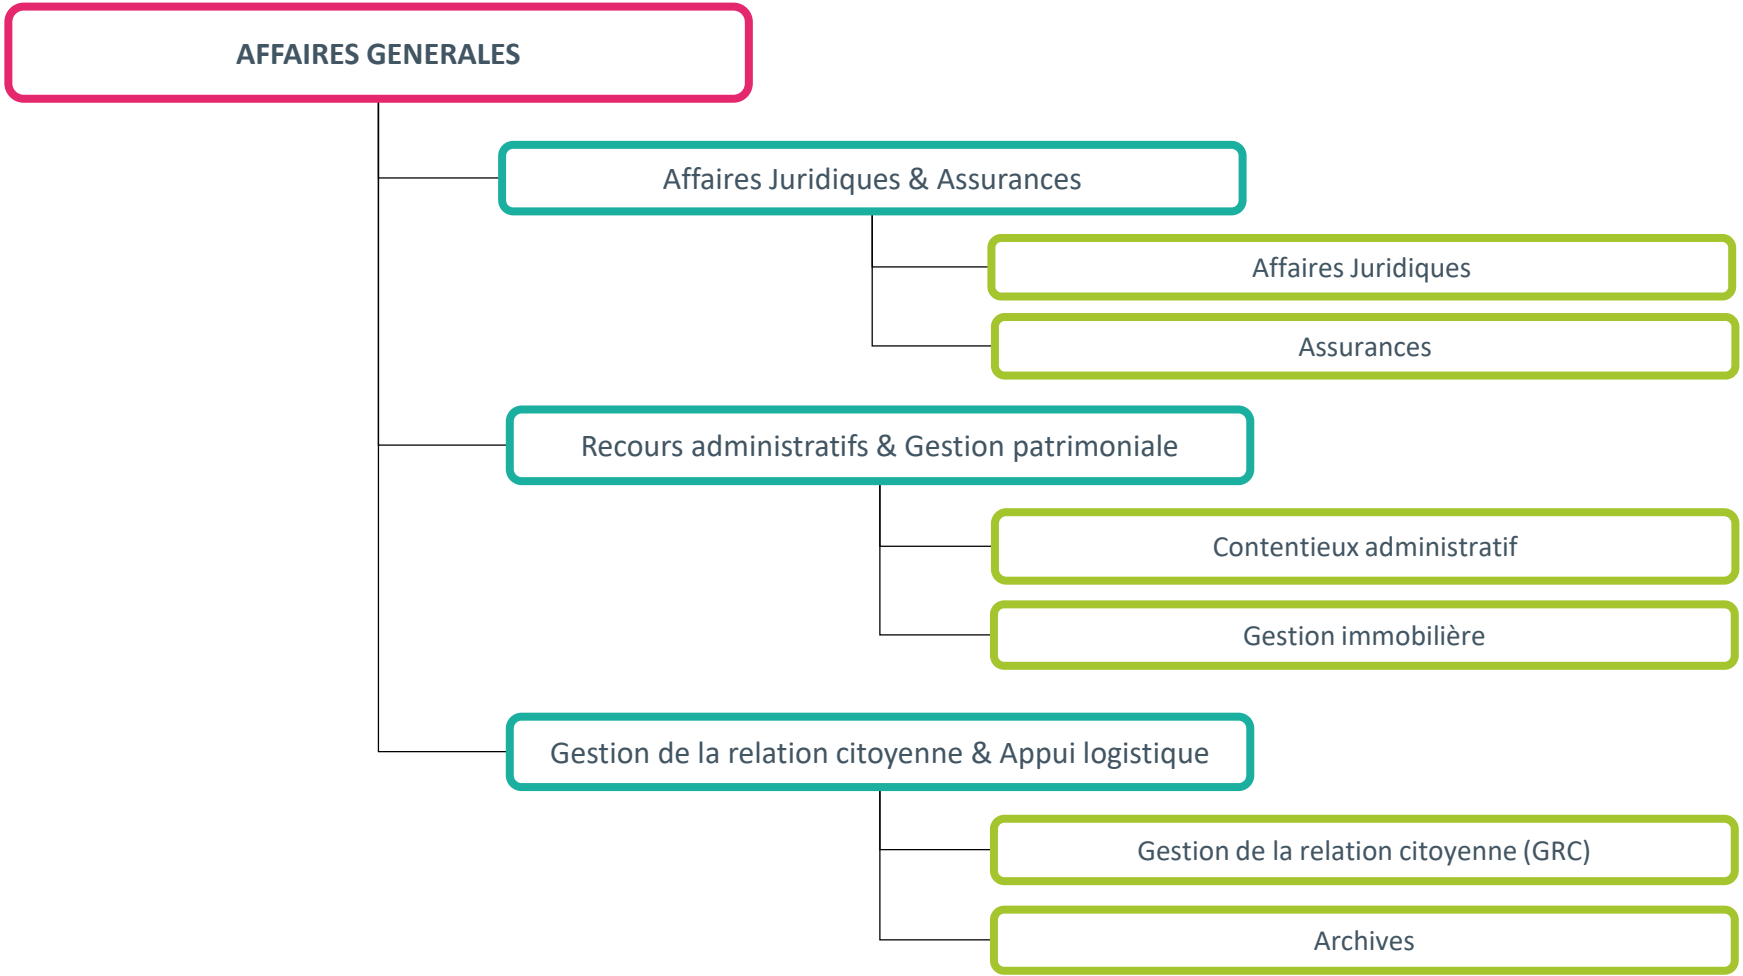 AFFAIRES GENERALES
Affaires Juridiques & Assurances
Affaires Juridiques
Assurances
Recours administratifs & Gestion patrimoniale
Contentieux administratif
Gestion immobilière
Gestion de la relation citoyenne & Appui logistique
Gestion de la relation citoyenne (GRC)
Archives